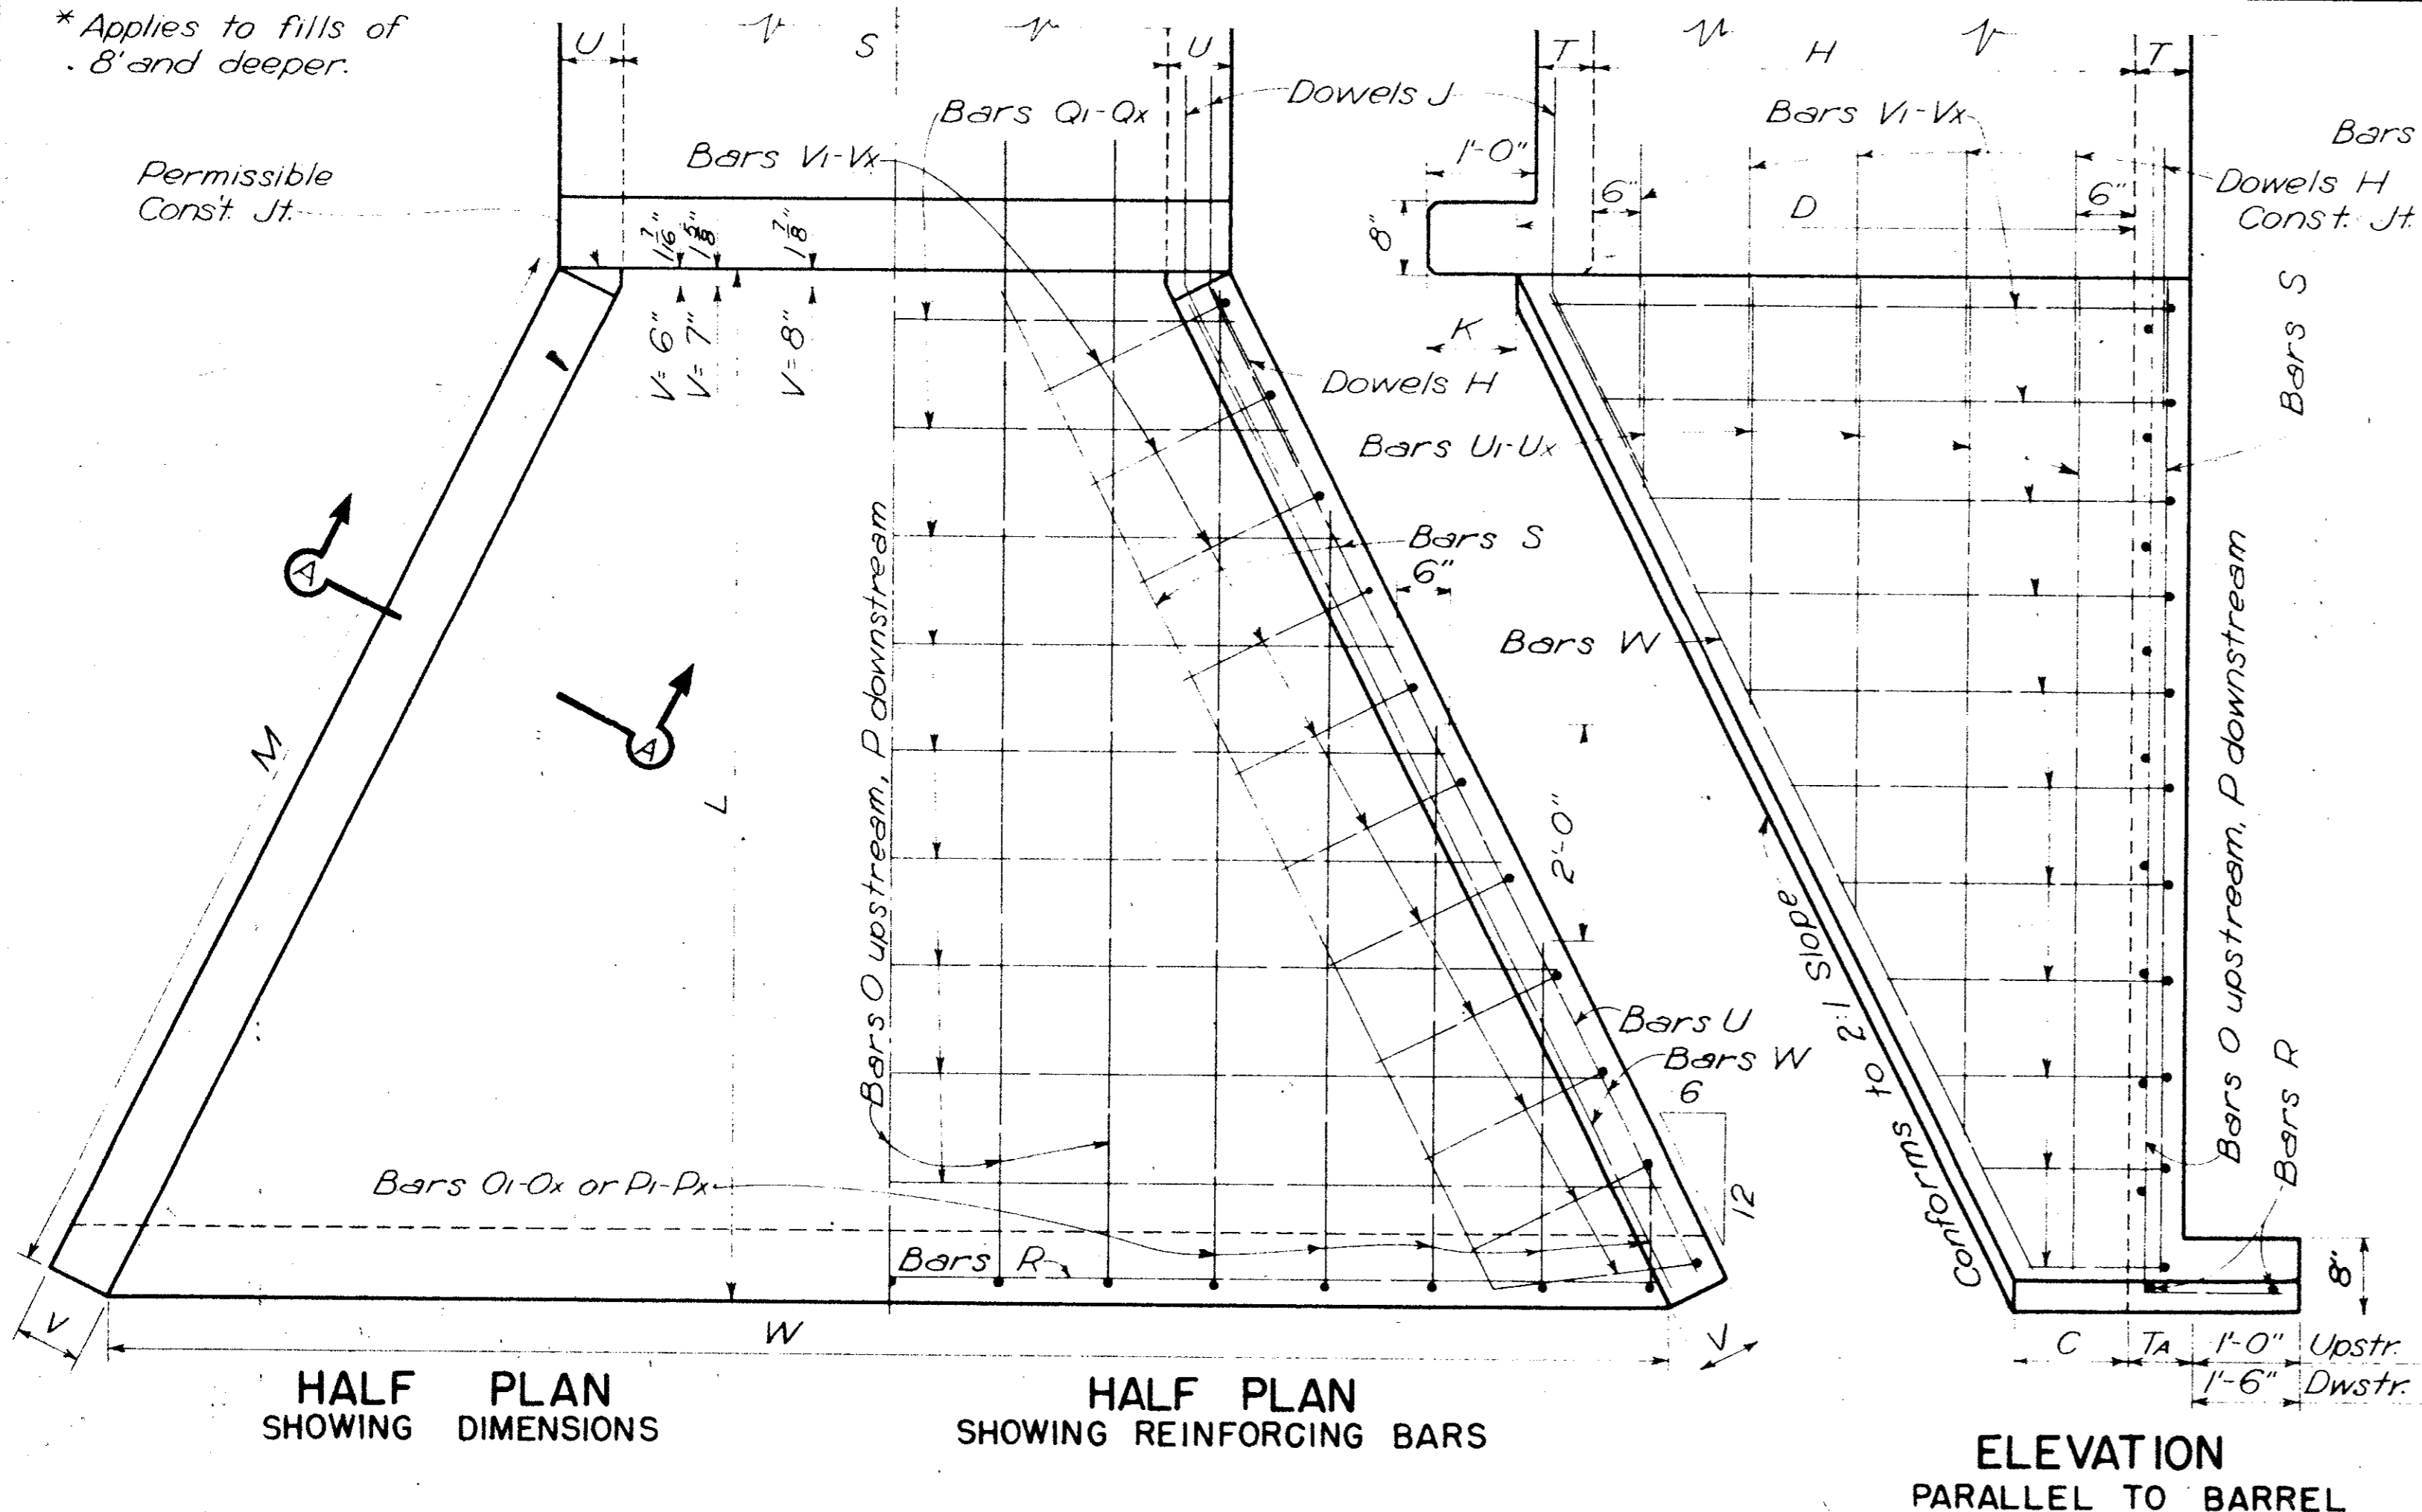 * Applies to fills of
8' and deeper.
U
S
U
T
H
T
Bars Q1-Qx
Dowels J
Bars V1-Vx
Bars V1-Vx
Bars
Permissible
Const. Jt.
1'-0"
6"
D
6"
Dowels H
Const. Jt.
8"
1 7/16"
1 5/8"
1 7/8"
V= 6"
V= 7"
V= 8"
K
Dowels H
Bars S
Bars U1-Ux
Bars S
6"
A
Bars W
A
M
L
Bars O upstream, P downstream
2'-0"
Bars O upstream, P downstream
Conforms to 2:1 Slope
Bars U
Bars W
6
12
Bars R
Bars O1-Ox or P1-Px
Bars R
8"
V
W
V
C
TA
1'-0" Upstr.
1'-6" Dwstr.
HALF PLAN
SHOWING DIMENSIONS
HALF PLAN
SHOWING REINFORCING BARS
ELEVATION
PARALLEL TO BARREL